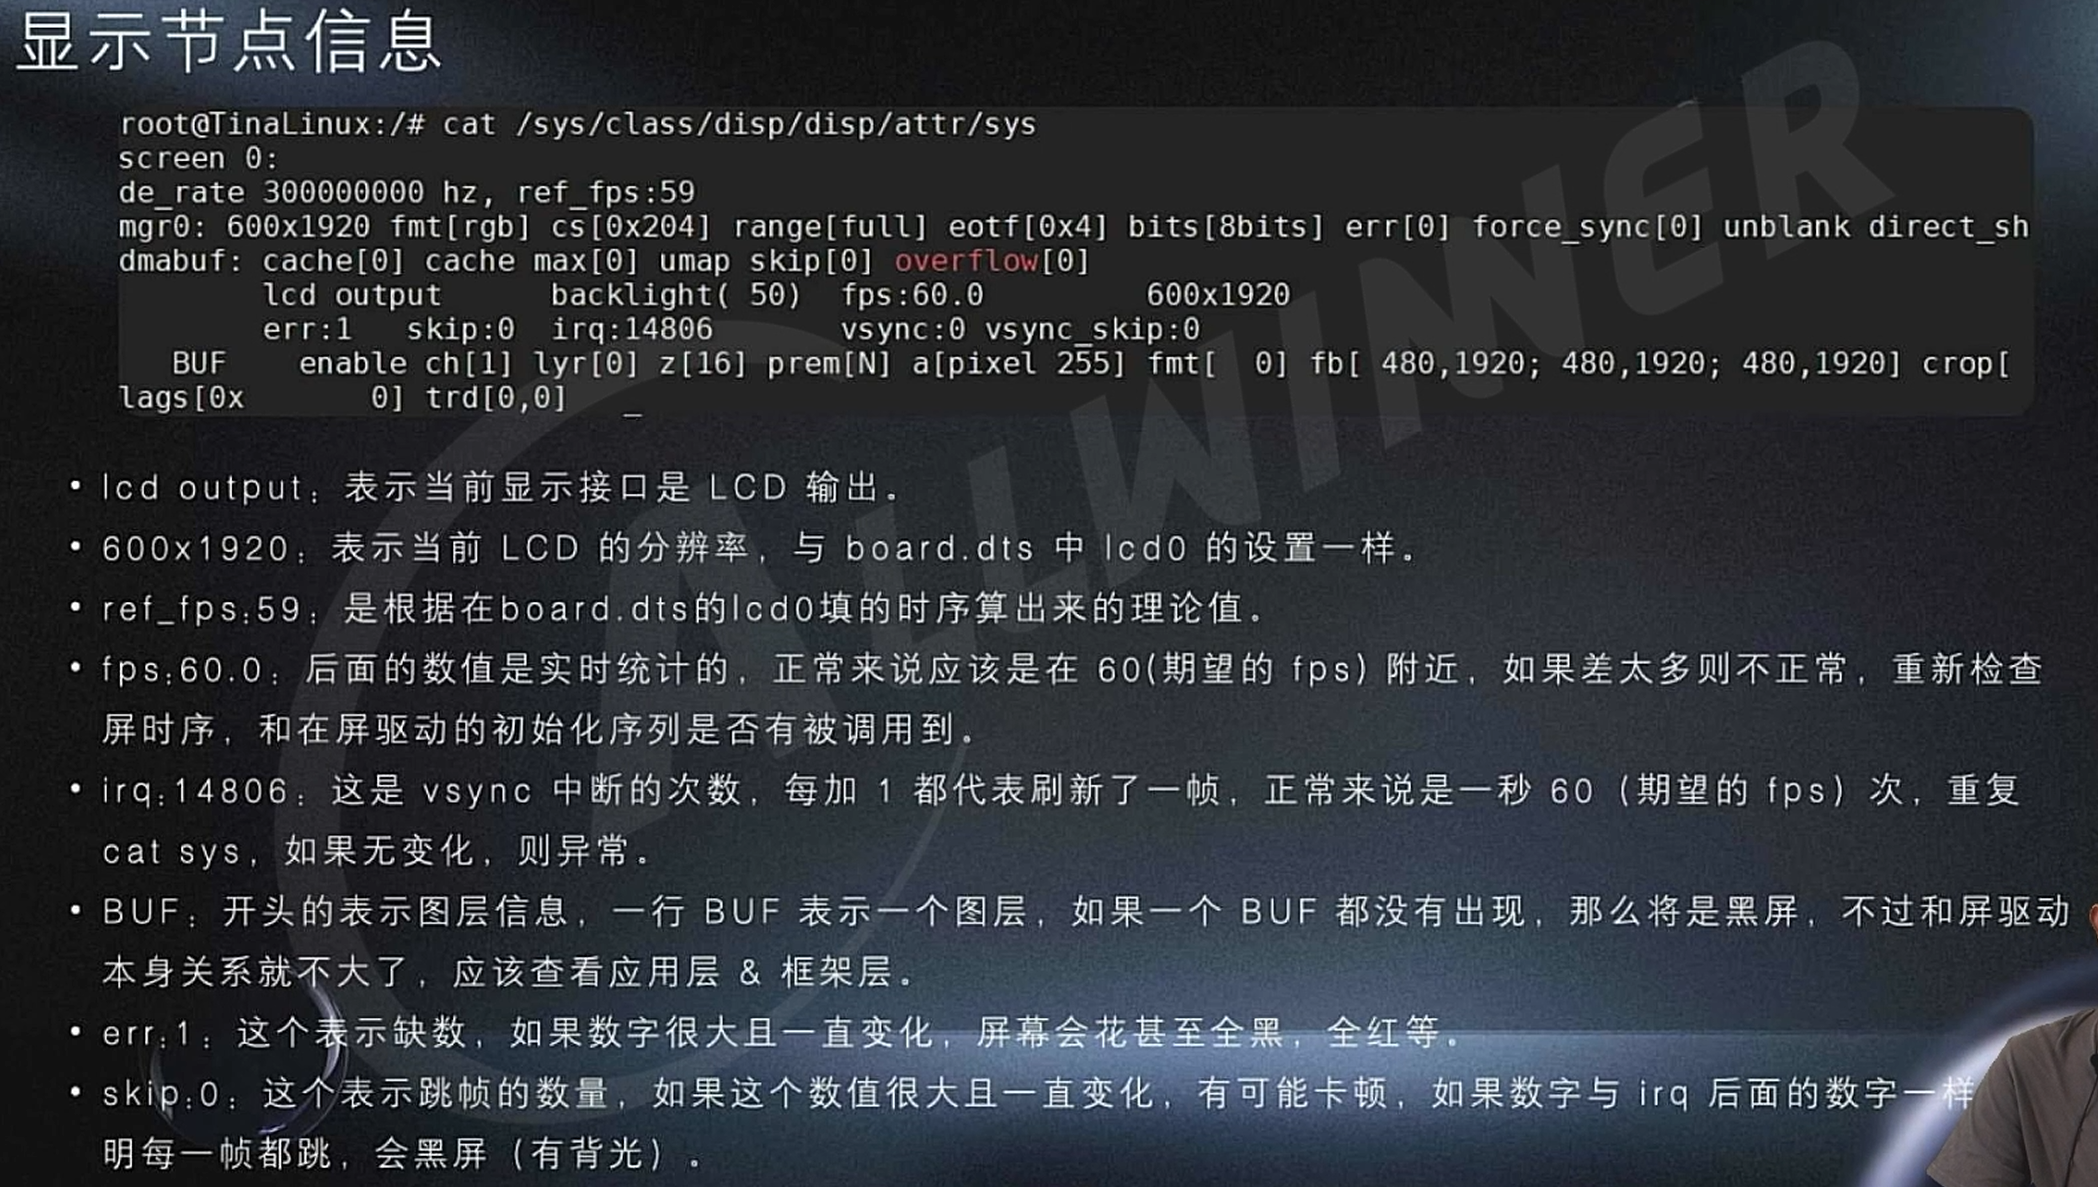 显示节点信息
root@TinaLinux:/# cat /sys/class/disp/disp/attr/sys
screen 0:
de_rate 300000000 hz, ref_fps:59
mgr0: 600x1920 fmt[rgb] cs[0x204] range[full] eotf[0x4] bits[8bits] err[0] force_sync[0] unblank direct_sh
dmabuf: cache[0] cache max[0] umap skip[0] overflow[0]
lcd output backlight( 50) fps:60.0 600x1920
err:1 skip:0 irq:14806 vsync:0 vsync_skip:0
BUF enable ch[1] lyr[0] z[16] prem[N] a[pixel 255] fmt[ 0] fb[ 480,1920; 480,1920; 480,1920] crop[
lags[0x 0] trd[0,0] _
ALLWINNER
• lcd output：表示当前显示接口是 LCD 输出。
• 600x1920：表示当前 LCD 的分辨率，与 board.dts 中 lcd0 的设置一样。
• ref_fps:59：是根据在board.dts的lcd0填的时序算出来的理论值。
• fps:60.0：后面的数值是实时统计的，正常来说应该是在 60(期望的 fps) 附近，如果差太多则不正常，重新检查
屏时序，和在屏驱动的初始化序列是否有被调用到。
• irq:14806：这是 vsync 中断的次数，每加 1 都代表刷新了一帧，正常来说是一秒 60（期望的 fps）次，重复
cat sys，如果无变化，则异常。
• BUF：开头的表示图层信息，一行 BUF 表示一个图层，如果一个 BUF 都没有出现，那么将是黑屏，不过和屏驱动
本身关系就不大了，应该查看应用层 & 框架层。
• err:1：这个表示缺数，如果数字很大且一直变化，屏幕会花甚至全黑，全红等。
• skip:0：这个表示跳帧的数量，如果这个数值很大且一直变化，有可能卡顿，如果数字与 irq 后面的数字一样
明每一帧都跳，会黑屏（有背光）。